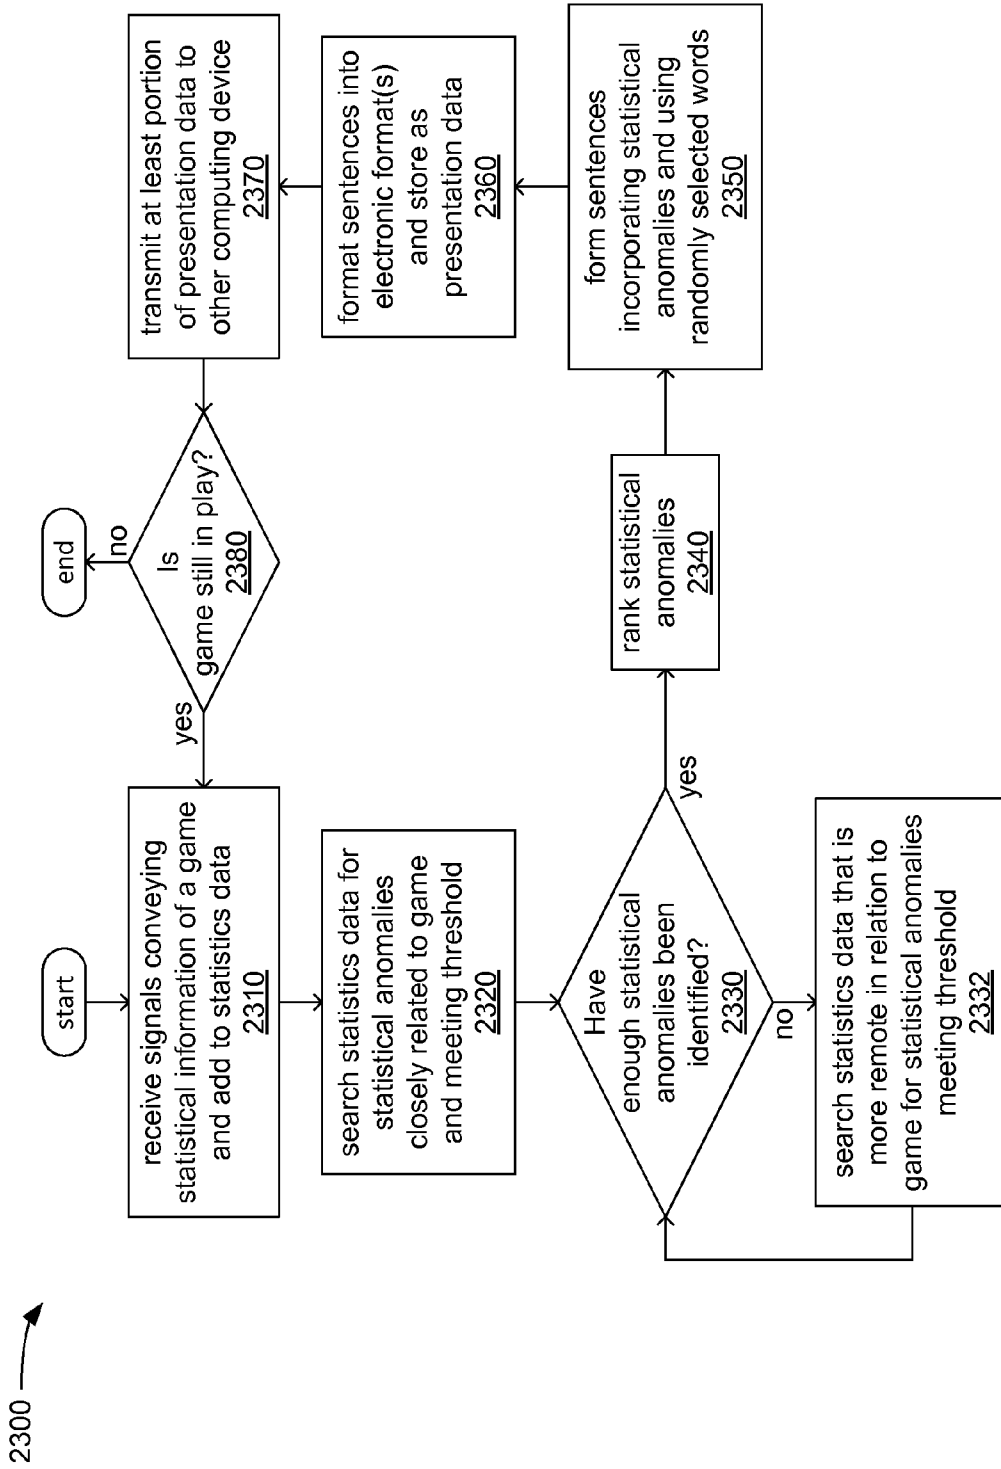 2300
start
receive signals conveying
statistical information of a game
and add to statistics data
2310
search statistics data for
statistical anomalies
closely related to game
and meeting threshold
2320
Have
enough statistical
anomalies been
identified?
2330
no
yes
search statistics data that is
more remote in relation to
game for statistical anomalies
meeting threshold
2332
rank statistical
anomalies
2340
form sentences
incorporating statistical
anomalies and using
randomly selected words
2350
format sentences into
electronic format(s)
and store as
presentation data
2360
transmit at least portion
of presentation data to
other computing device
2370
Is
game still in play?
2380
yes
no
end